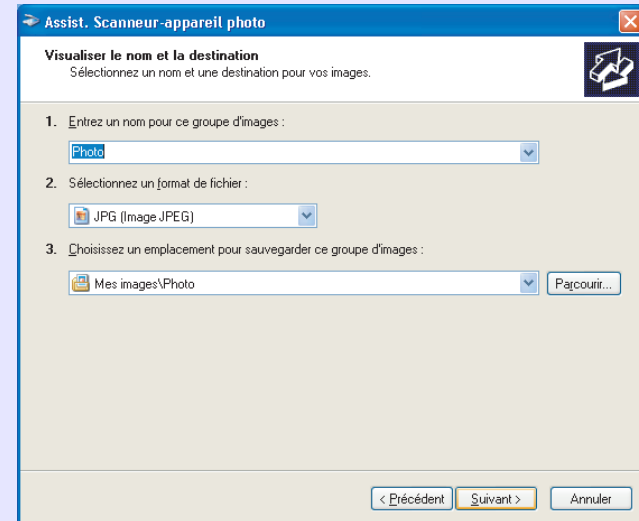 Assist. Scanneur-appareil photo
Visualiser le nom et la destination
Sélectionnez un nom et une destination pour vos images.
1. Entrez un nom pour ce groupe d'images :
Photo
2. Sélectionnez un format de fichier :
JPG (Image JPEG)
3. Choisissez un emplacement pour sauvegarder ce groupe d'images :
Mes images\Photo
Parcourir...
< Précédent
Suivant >
Annuler